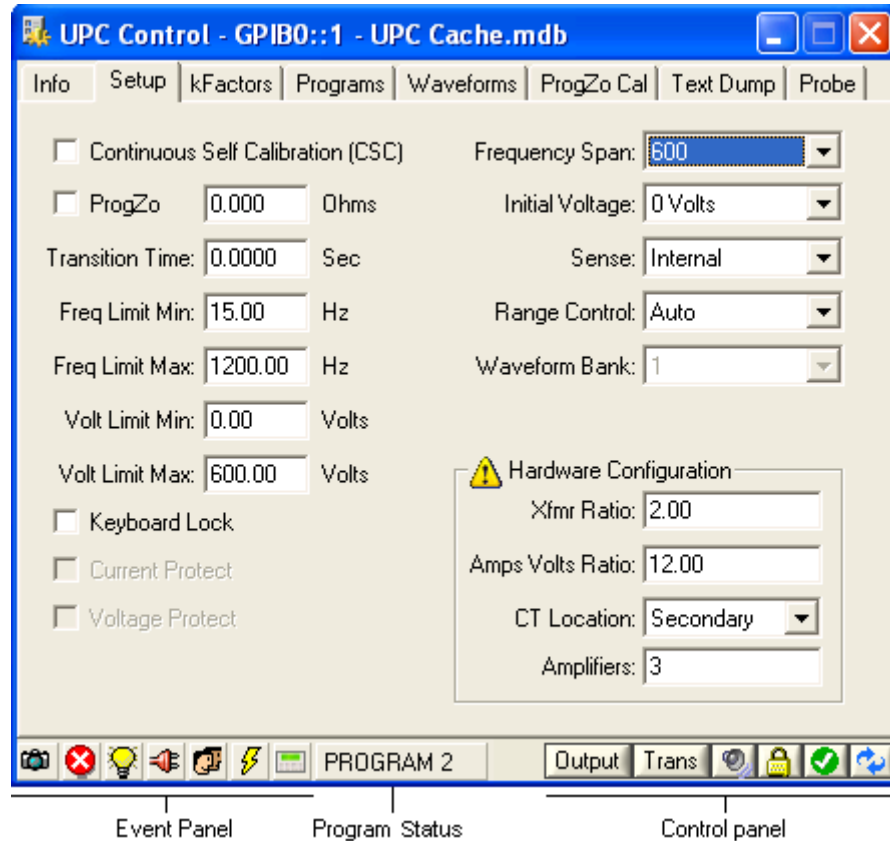 UPC Control - GPIB0::1 - UPC Cache.mdb
Info Setup kFactors Programs Waveforms ProgZo Cal Text Dump Probe
Continuous Self Calibration (CSC) Frequency Span: 600
ProgZo 0.000 Ohms Initial Voltage: 0 Volts
Transition Time: 0.0000 Sec Sense: Internal
Freq Limit Min: 15.00 Hz Range Control: Auto
Freq Limit Max: 1200.00 Hz Waveform Bank: 1
Volt Limit Min: 0.00 Volts
Volt Limit Max: 600.00 Volts Hardware Configuration
Xfmr Ratio: 2.00
Keyboard Lock
Amps Volts Ratio: 12.00
Current Protect
CT Location: Secondary
Voltage Protect
Amplifiers: 3
PROGRAM 2 Output Trans
Event Panel Program Status Control panel